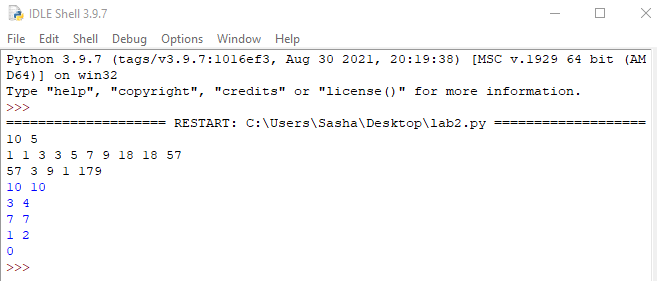 IDLE Shell 3.9.7
File Edit Shell Debug Options Window Help
Python 3.9.7 (tags/v3.9.7:1016ef3, Aug 30 2021, 20:19:38) [MSC v.1929 64 bit (AM
D64)] on win32
Type "help", "copyright", "credits" or "license()" for more information.
>>>
==================== RESTART: C:\Users\Sasha\Desktop\lab2.py ===================
10 5
1 1 3 3 5 7 9 18 18 57
57 3 9 1 179
10 10
3 4
7 7
1 2
0
>>>